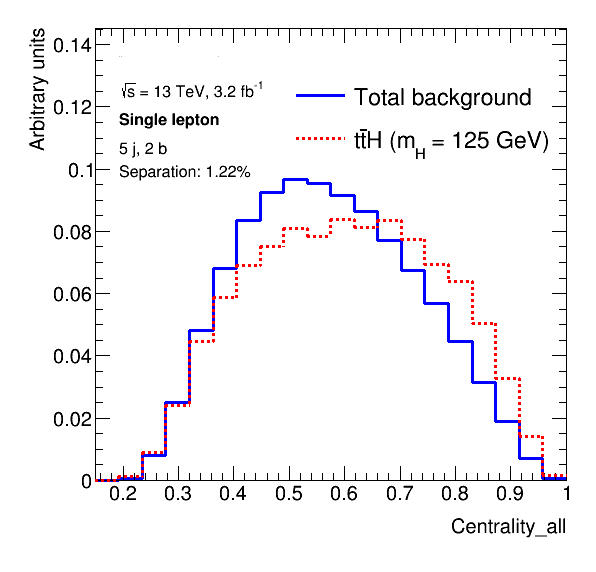 Arbitrary units
0.14
0.12
0.1
0.08
0.06
0.04
0.02
0
√s = 13 TeV, 3.2 fb⁻¹
Single lepton
5 j, 2 b
Separation: 1.22%
Total background
tt̄H (m_H = 125 GeV)
0.2 0.3 0.4 0.5 0.6 0.7 0.8 0.9 1
Centrality_all